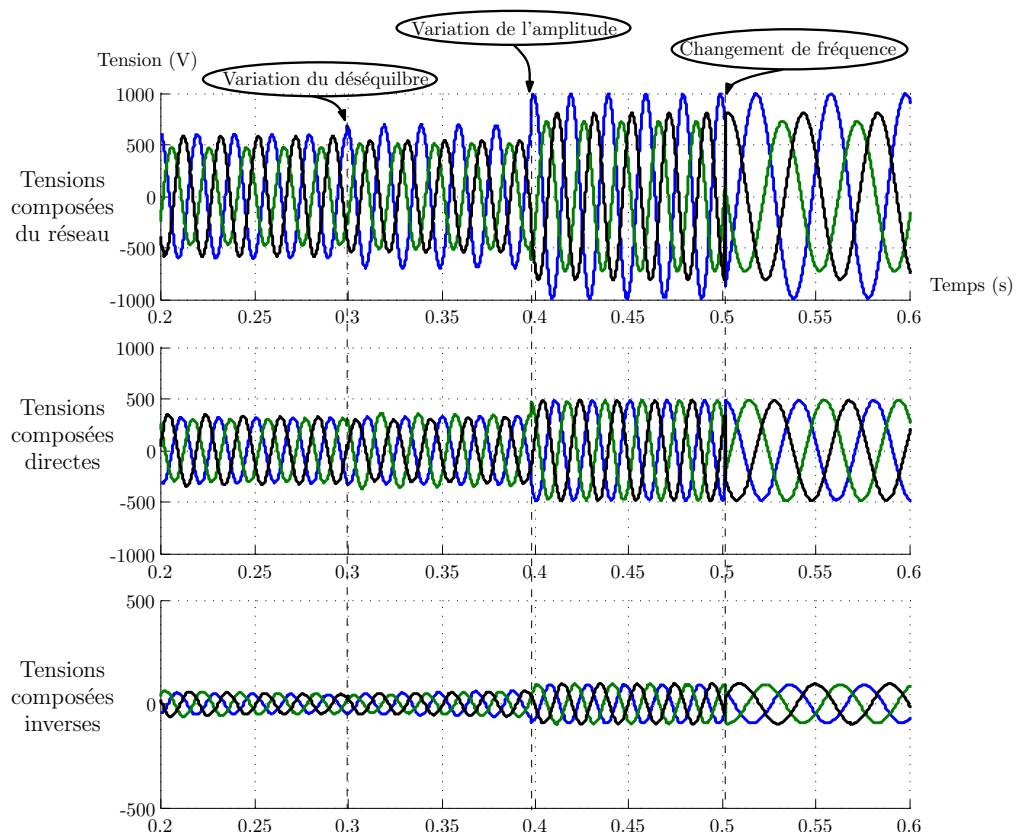 Variation de l'amplitude
Changement de fréquence
Tension (V)
Variation du déséquilbre
1000
500
0
-500
-1000
Tensions
composées
du réseau
Temps (s)
0.2
0.25
0.3
0.35
0.4
0.45
0.5
0.55
0.6
1000
500
0
-500
-1000
Tensions
composées
directes
0.2
0.25
0.3
0.35
0.4
0.45
0.5
0.55
0.6
500
0
-500
Tensions
composées
inverses
0.2
0.25
0.3
0.35
0.4
0.45
0.5
0.55
0.6